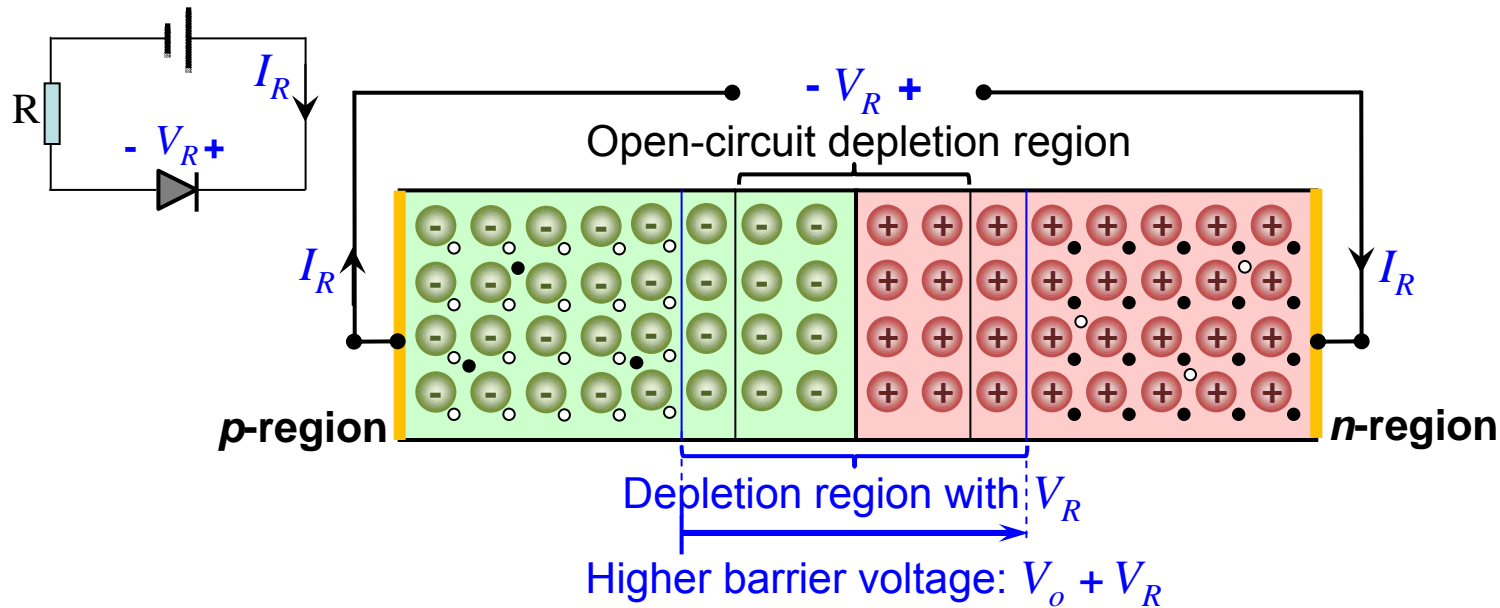 I_R
R
- V_R +
- V_R +
Open-circuit depletion region
I_R
I_R
p-region
n-region
Depletion region with V_R
Higher barrier voltage: V_o + V_R